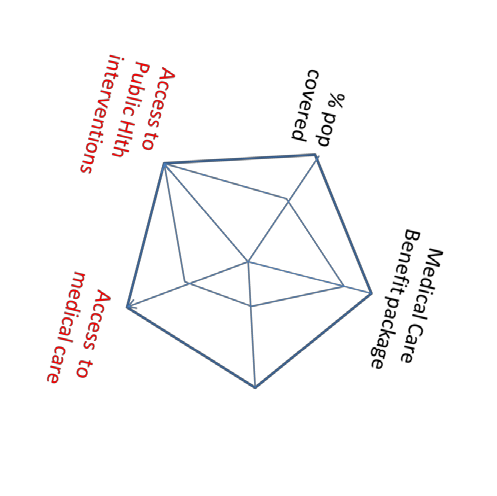 Access to
Public Hlth
interventions
% pop
covered
Medical Care
Benefit package
Access to
medical care